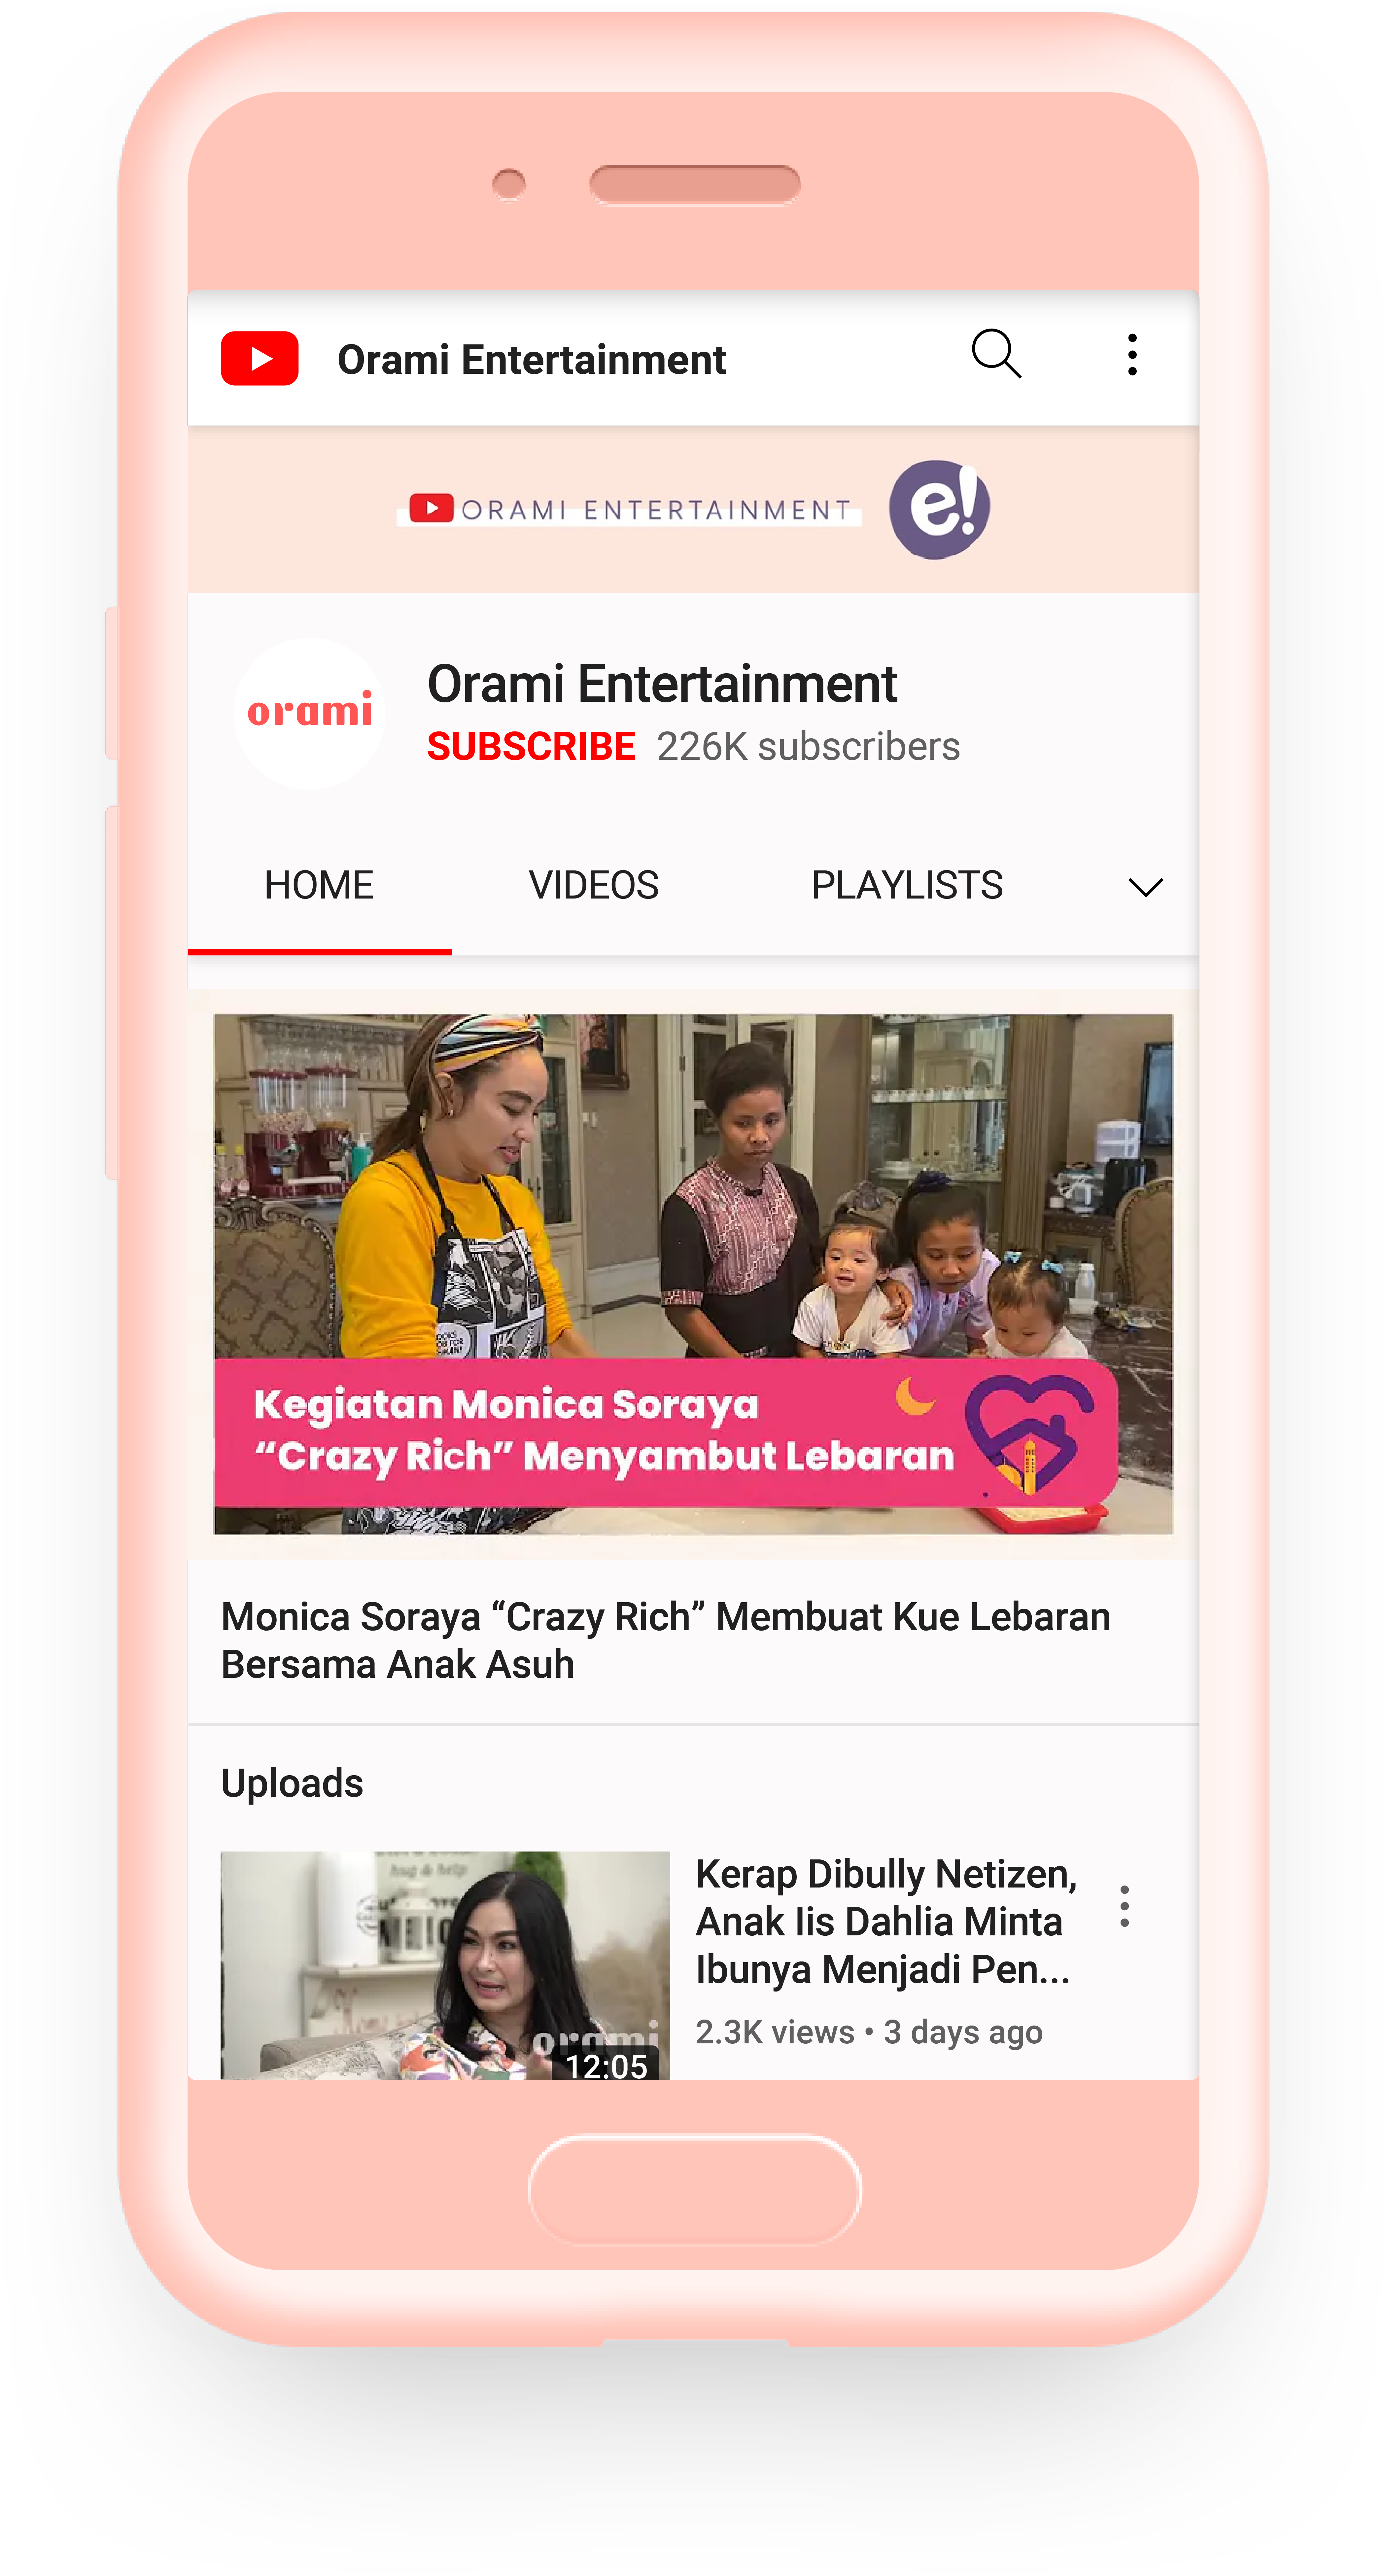 Orami Entertainment
ORAMI ENTERTAINMENT
e!
orami
Orami Entertainment
SUBSCRIBE 226K subscribers
HOME VIDEOS PLAYLISTS
Kegiatan Monica Soraya
“Crazy Rich” Menyambut Lebaran
Monica Soraya “Crazy Rich” Membuat Kue Lebaran
Bersama Anak Asuh
Uploads
hug & help
orami
12:05
Kerap Dibully Netizen,
Anak Iis Dahlia Minta
Ibunya Menjadi Pen...
2.3K views • 3 days ago